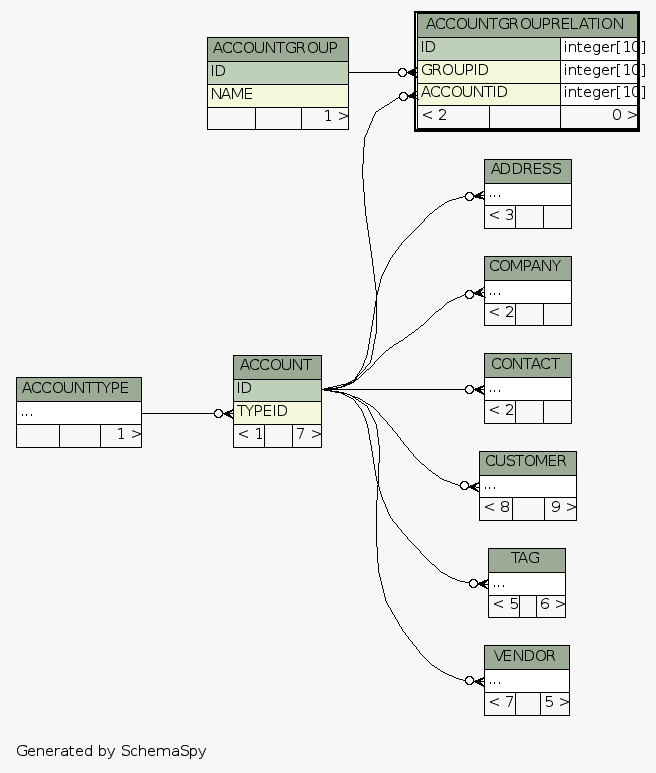 ACCOUNTGROUPRELATION
ID integer[10]
GROUPID integer[10]
ACCOUNTID integer[10]
< 2 0 >
ACCOUNTGROUP
ID
NAME
1 >
ADDRESS
...
< 3
COMPANY
...
< 2
CONTACT
...
< 2
ACCOUNT
ID
TYPEID
< 1 7 >
ACCOUNTTYPE
...
1 >
CUSTOMER
...
< 8 9 >
TAG
...
< 5 6 >
VENDOR
...
< 7 5 >
Generated by SchemaSpy